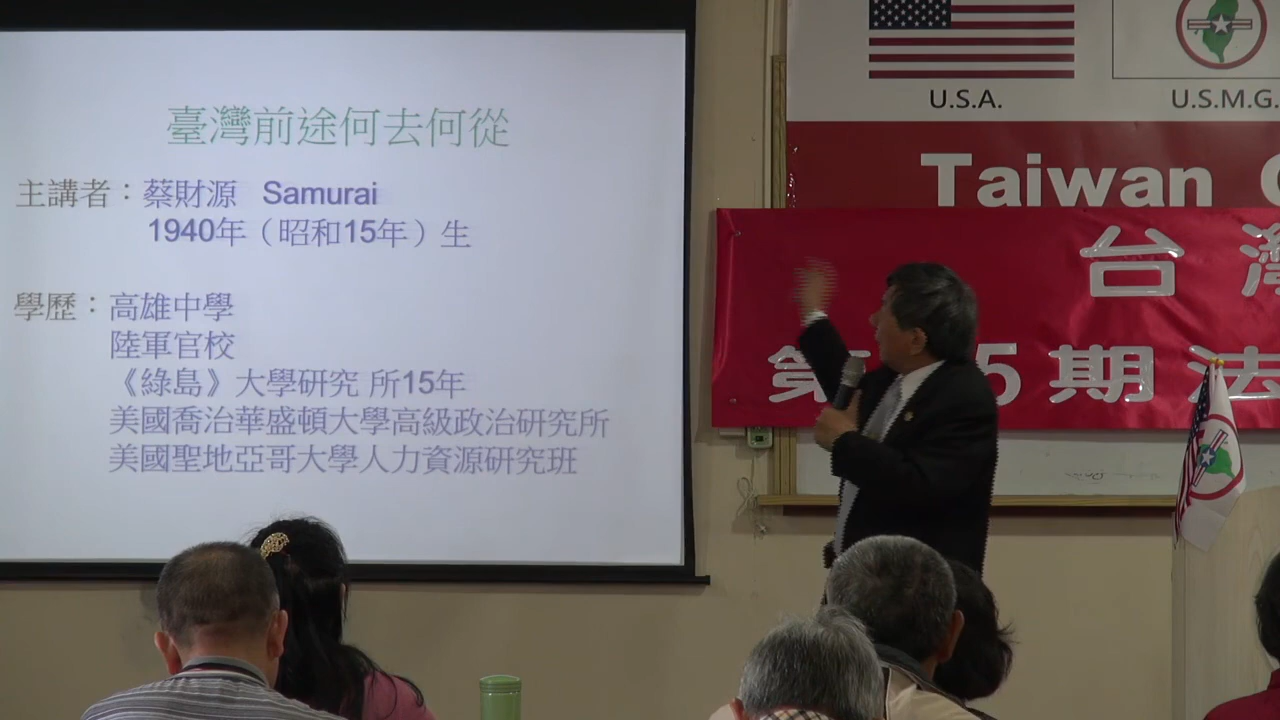 臺灣前途何去何從
主講者：蔡財源 Samurai
1940年（昭和15年）生
學歷：高雄中學
陸軍官校
《綠島》大學研究 所15年
美國喬治華盛頓大學高級政治研究所
美國聖地亞哥大學人力資源研究班
U.S.A.
U.S.M.G.
Taiwan
台灣
第 5期法